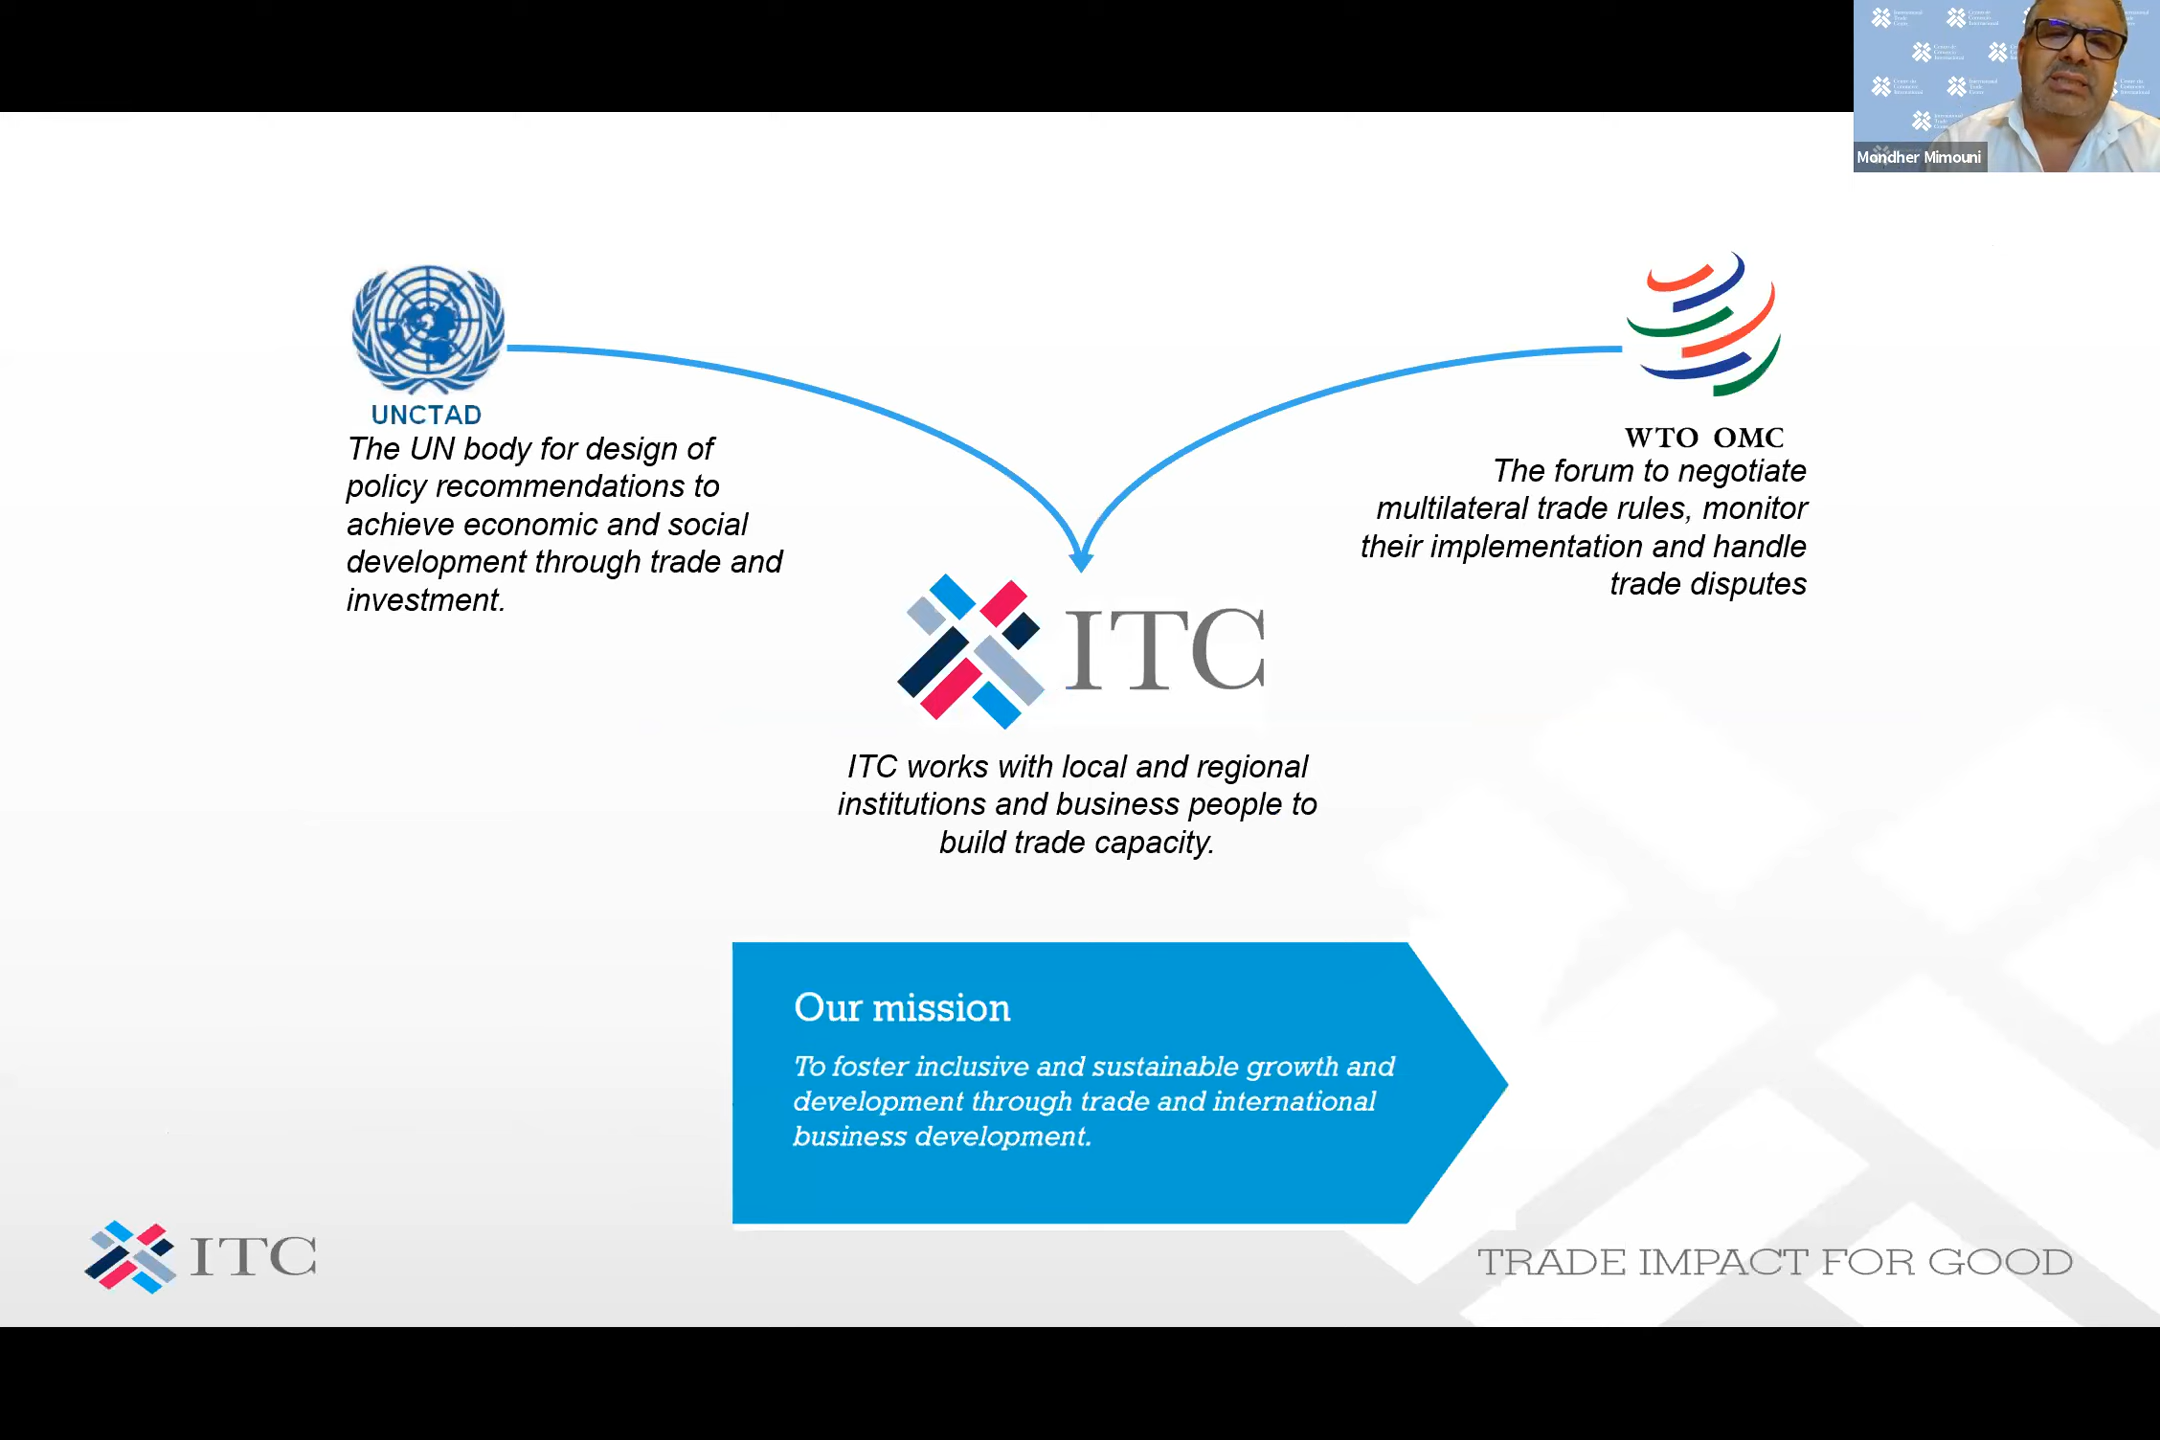 Mondher Mimouni
UNCTAD
The UN body for design of
policy recommendations to
achieve economic and social
development through trade and
investment.
WTO OMC
The forum to negotiate
multilateral trade rules, monitor
their implementation and handle
trade disputes
ITC
ITC works with local and regional
institutions and business people to
build trade capacity.
Our mission
To foster inclusive and sustainable growth and
development through trade and international
business development.
ITC
TRADE IMPACT FOR GOOD